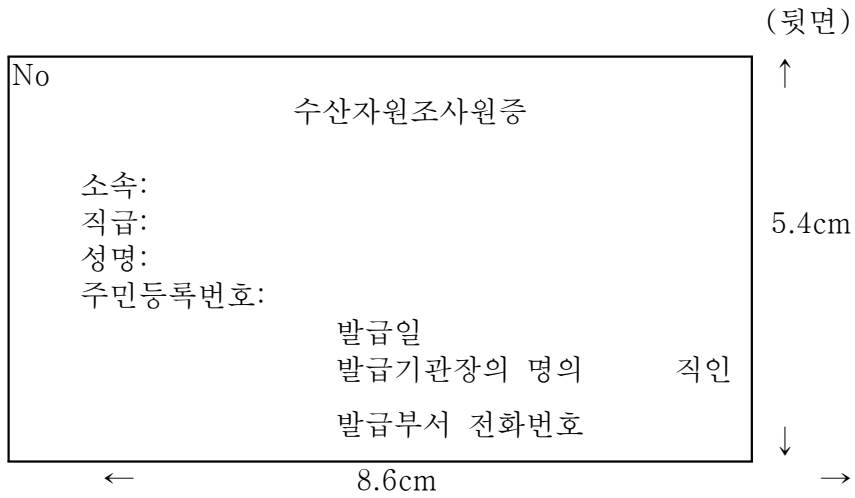 (뒷면)
No
수산자원조사원증
소속:
직급:
성명:
주민등록번호:
발급일
발급기관장의 명의 직인
발급부서 전화번호
↑
5.4cm
↓
← 8.6cm →